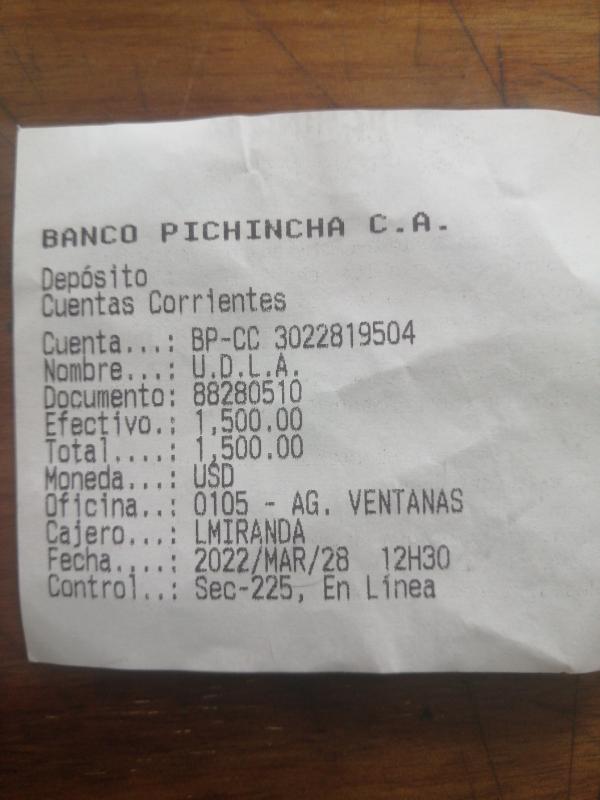 BANCO PICHINCHA C.A.
Depósito
Cuentas Corrientes
Cuenta...: BP-CC 3022819504
Nombre...: U.D.L.A.
Documento: 88280510
Efectivo.: 1,500.00
Total....: 1,500.00
Moneda...: USD
Oficina..: 0105 - AG. VENTANAS
Cajero...: LMIRANDA
Fecha....: 2022/MAR/28 12H30
Control..: Sec-225, En Línea